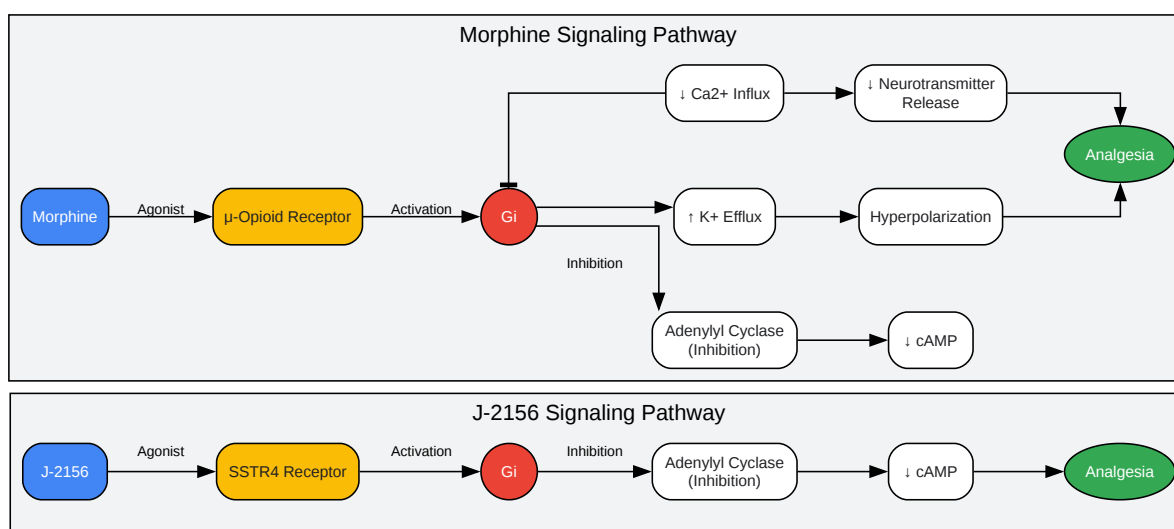 Morphine Signaling Pathway
↓ Ca2+ Influx
↓ Neurotransmitter
Release
Analgesia
Morphine
Agonist
μ-Opioid Receptor
Activation
Gi
↑ K+ Efflux
Hyperpolarization
Inhibition
Adenylyl Cyclase
(Inhibition)
↓ cAMP
J-2156 Signaling Pathway
J-2156
Agonist
SSTR4 Receptor
Activation
Gi
Inhibition
Adenylyl Cyclase
(Inhibition)
↓ cAMP
Analgesia